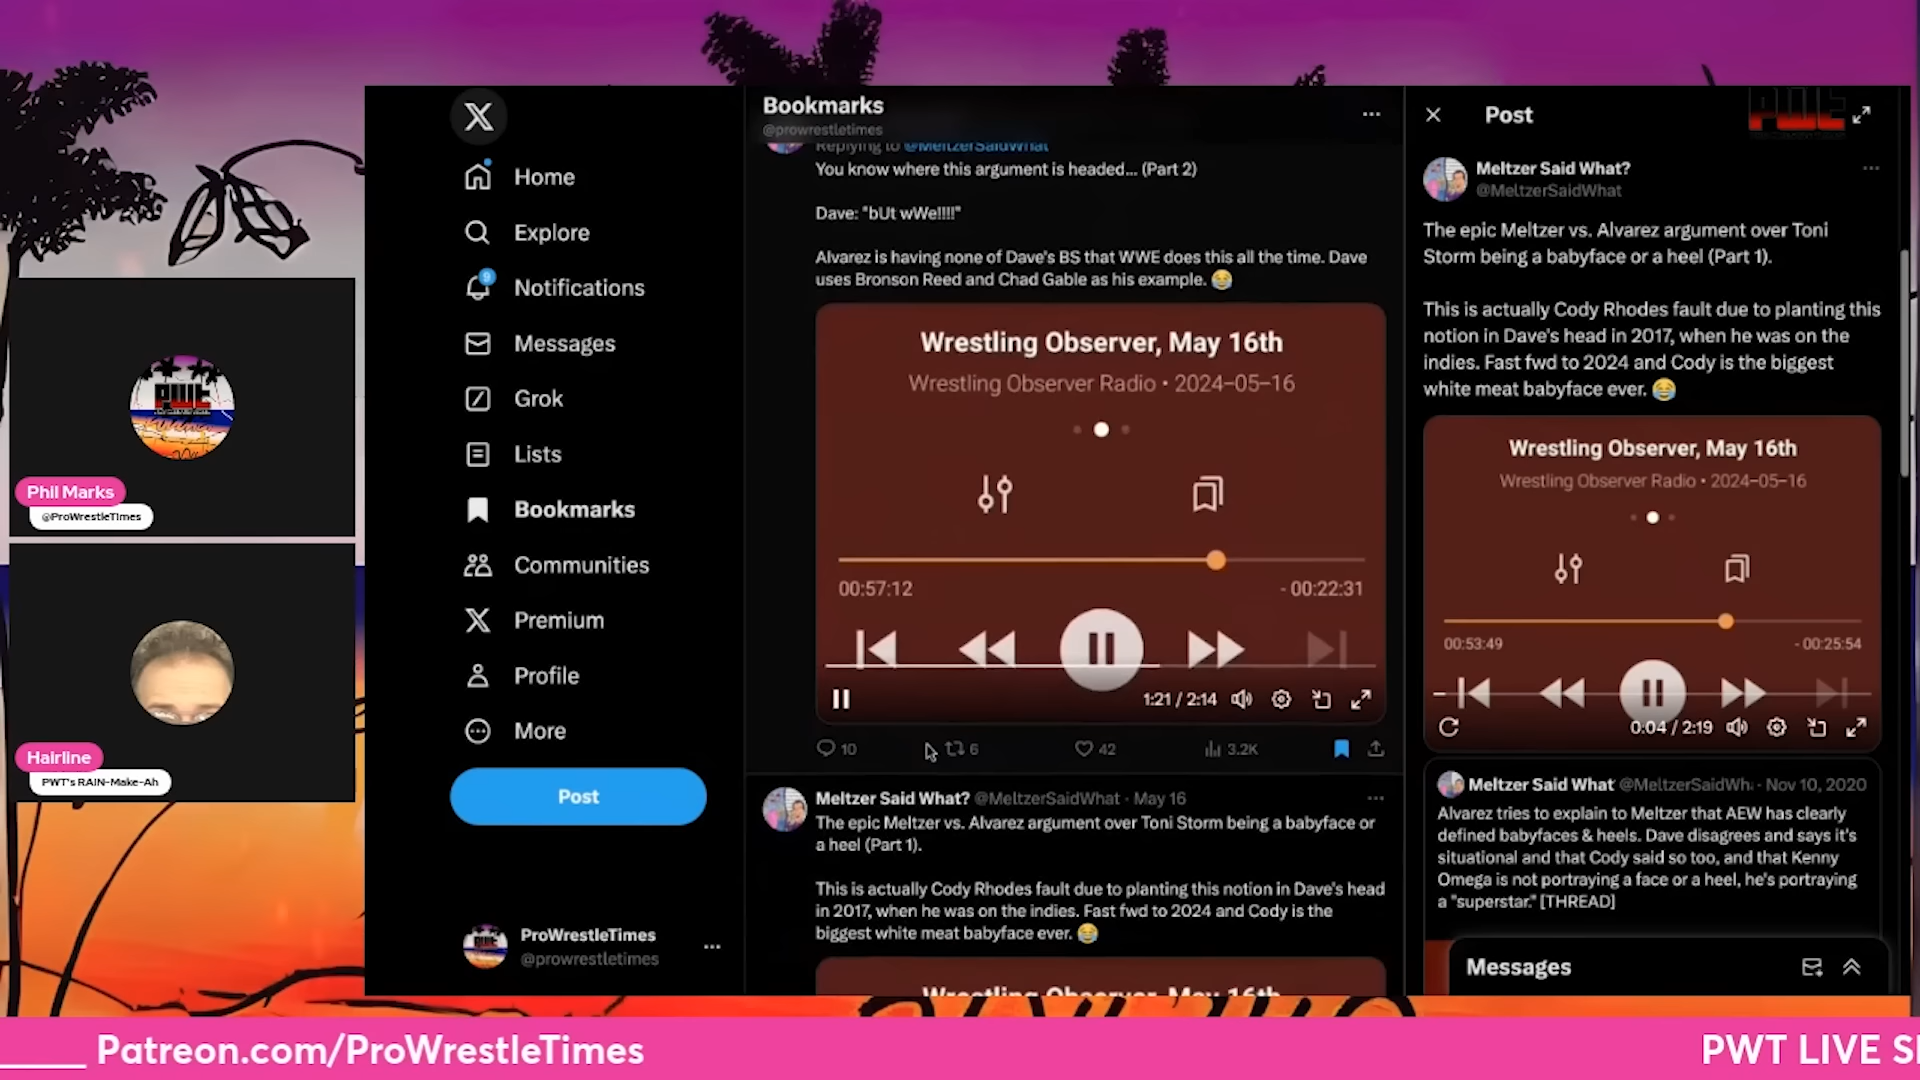 Phil Marks
@ProWrestleTimes
Hairline
PWT's RAIN-Make-Ah
Home
Explore
9
Notifications
Messages
Grok
Lists
Bookmarks
Communities
Premium
Profile
More
Post
ProWrestleTimes
@prowrestletimes
Bookmarks
@prowrestletimes
Replying to @MeltzerSaidWhat
You know where this argument is headed... (Part 2)
Dave: "bUt wWe!!!!"
Alvarez is having none of Dave's BS that WWE does this all the time. Dave
uses Bronson Reed and Chad Gable as his example. 😂
Wrestling Observer, May 16th
Wrestling Observer Radio • 2024-05-16
00:57:12
- 00:22:31
1:21 / 2:14
10
6
42
3.2K
Meltzer Said What? @MeltzerSaidWhat · May 16
The epic Meltzer vs. Alvarez argument over Toni Storm being a babyface or
a heel (Part 1).
This is actually Cody Rhodes fault due to planting this notion in Dave's head
in 2017, when he was on the indies. Fast fwd to 2024 and Cody is the
biggest white meat babyface ever. 😂
Wrestling Observer, May 16th
Post
PWT
Meltzer Said What?
@MeltzerSaidWhat
The epic Meltzer vs. Alvarez argument over Toni
Storm being a babyface or a heel (Part 1).
This is actually Cody Rhodes fault due to planting this
notion in Dave's head in 2017, when he was on the
indies. Fast fwd to 2024 and Cody is the biggest
white meat babyface ever. 😂
Wrestling Observer, May 16th
Wrestling Observer Radio • 2024-05-16
00:53:49
- 00:25:54
0:04 / 2:19
Meltzer Said What? @MeltzerSaidWh · Nov 10, 2020
Alvarez tries to explain to Meltzer that AEW has clearly
defined babyfaces & heels. Dave disagrees and says it's
situational and that Cody said so too, and that Kenny
Omega is not portraying a face or a heel, he's portraying
a "superstar." [THREAD]
Messages
Patreon.com/ProWrestleTimes
PWT LIVE S